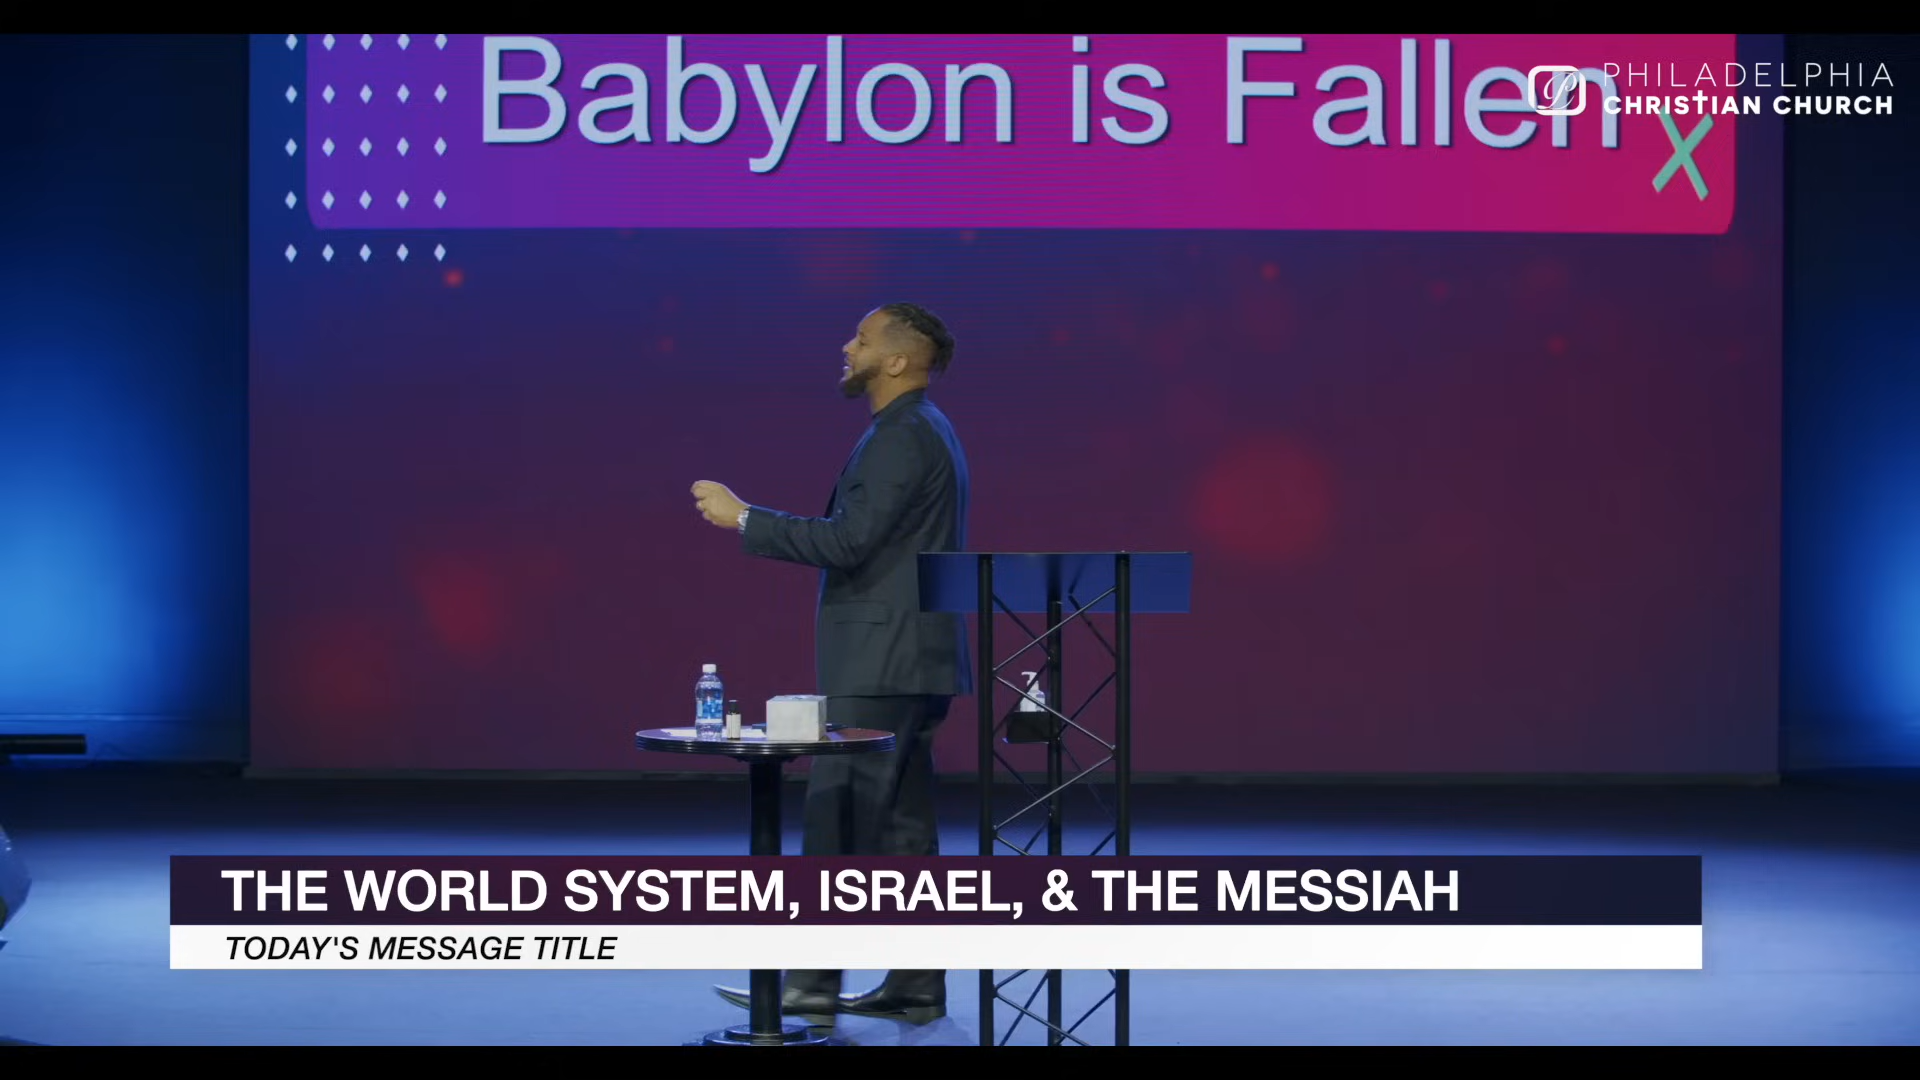 Babylon is Fallen
PHILADELPHIA
CHRISTIAN CHURCH
THE WORLD SYSTEM, ISRAEL, & THE MESSIAH
TODAY'S MESSAGE TITLE